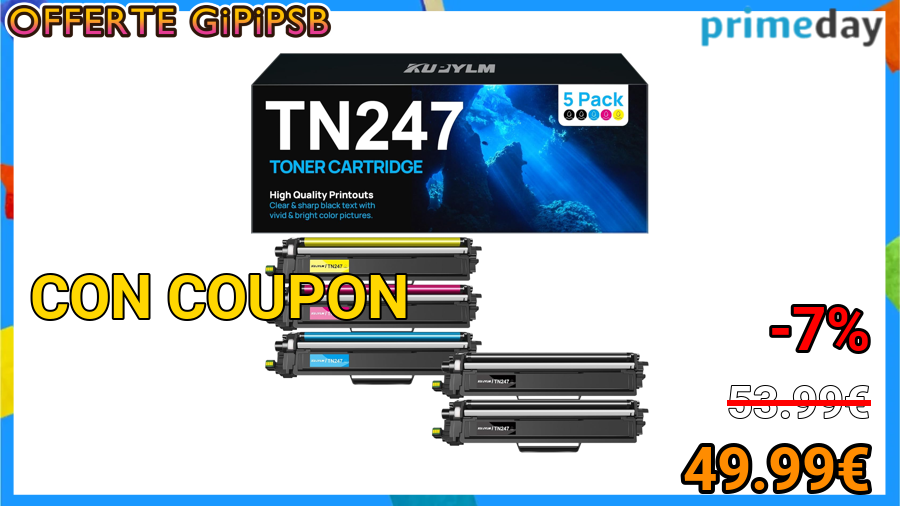 OFFERTE GiPiPSB
primeday
KUPYLM
TN247
5 Pack
TONER CARTRIDGE
High Quality Printouts
Clear & sharp black text with
vivid & bright color pictures.
TN247
CON COUPON
TN247
TN247
TN247
TN247
-7%
53.99€
49.99€